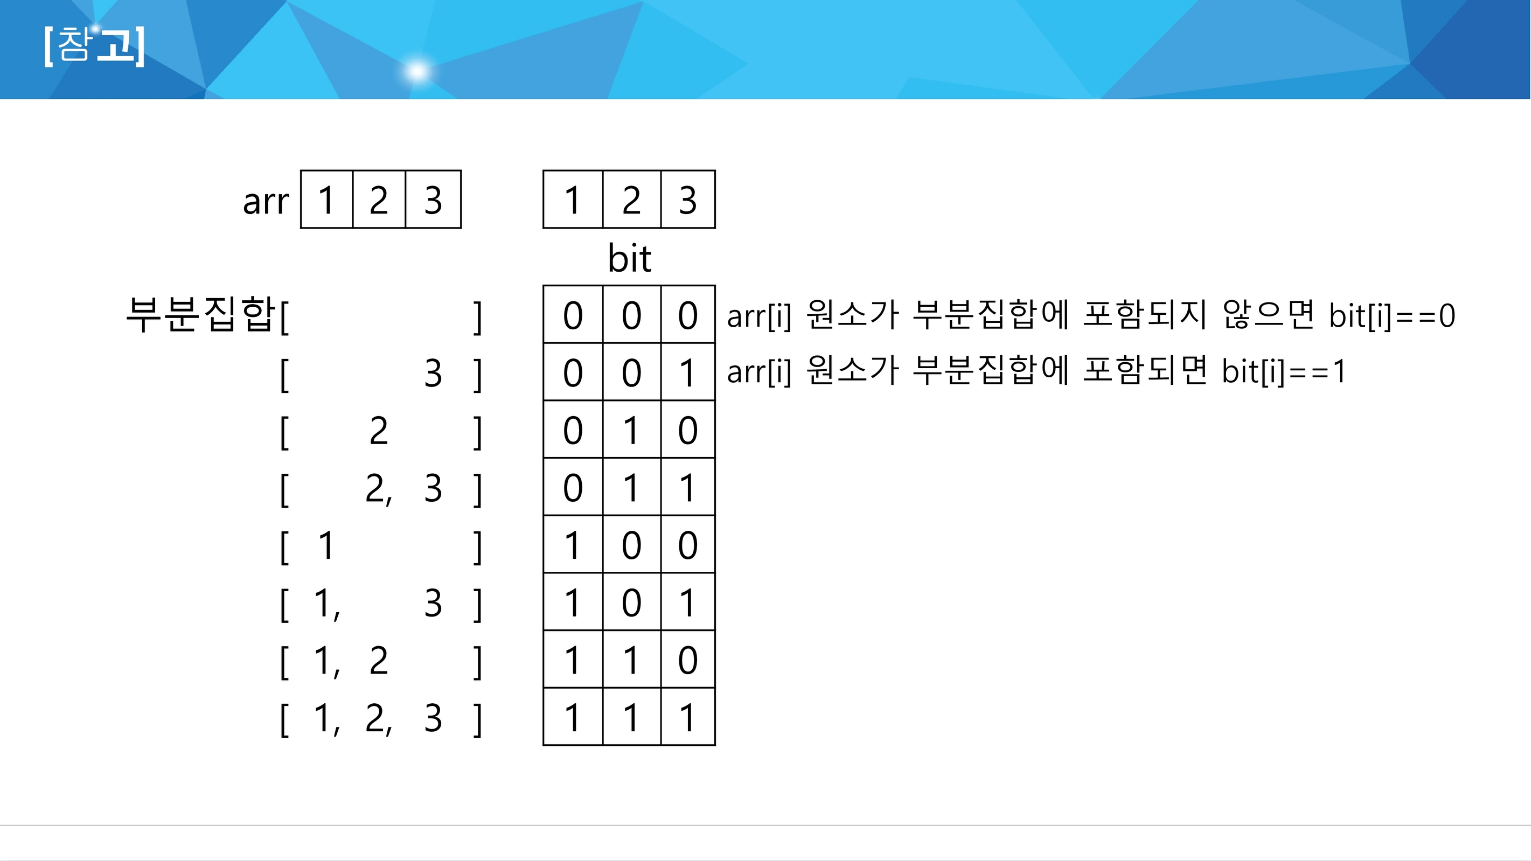 [참고]
arr 1 2 3 1 2 3
bit
부분집합[ ] 0 0 0 arr[i] 원소가 부분집합에 포함되지 않으면 bit[i]==0
[ 3 ] 0 0 1 arr[i] 원소가 부분집합에 포함되면 bit[i]==1
[ 2 ] 0 1 0
[ 2, 3 ] 0 1 1
[ 1 ] 1 0 0
[ 1, 3 ] 1 0 1
[ 1, 2 ] 1 1 0
[ 1, 2, 3 ] 1 1 1